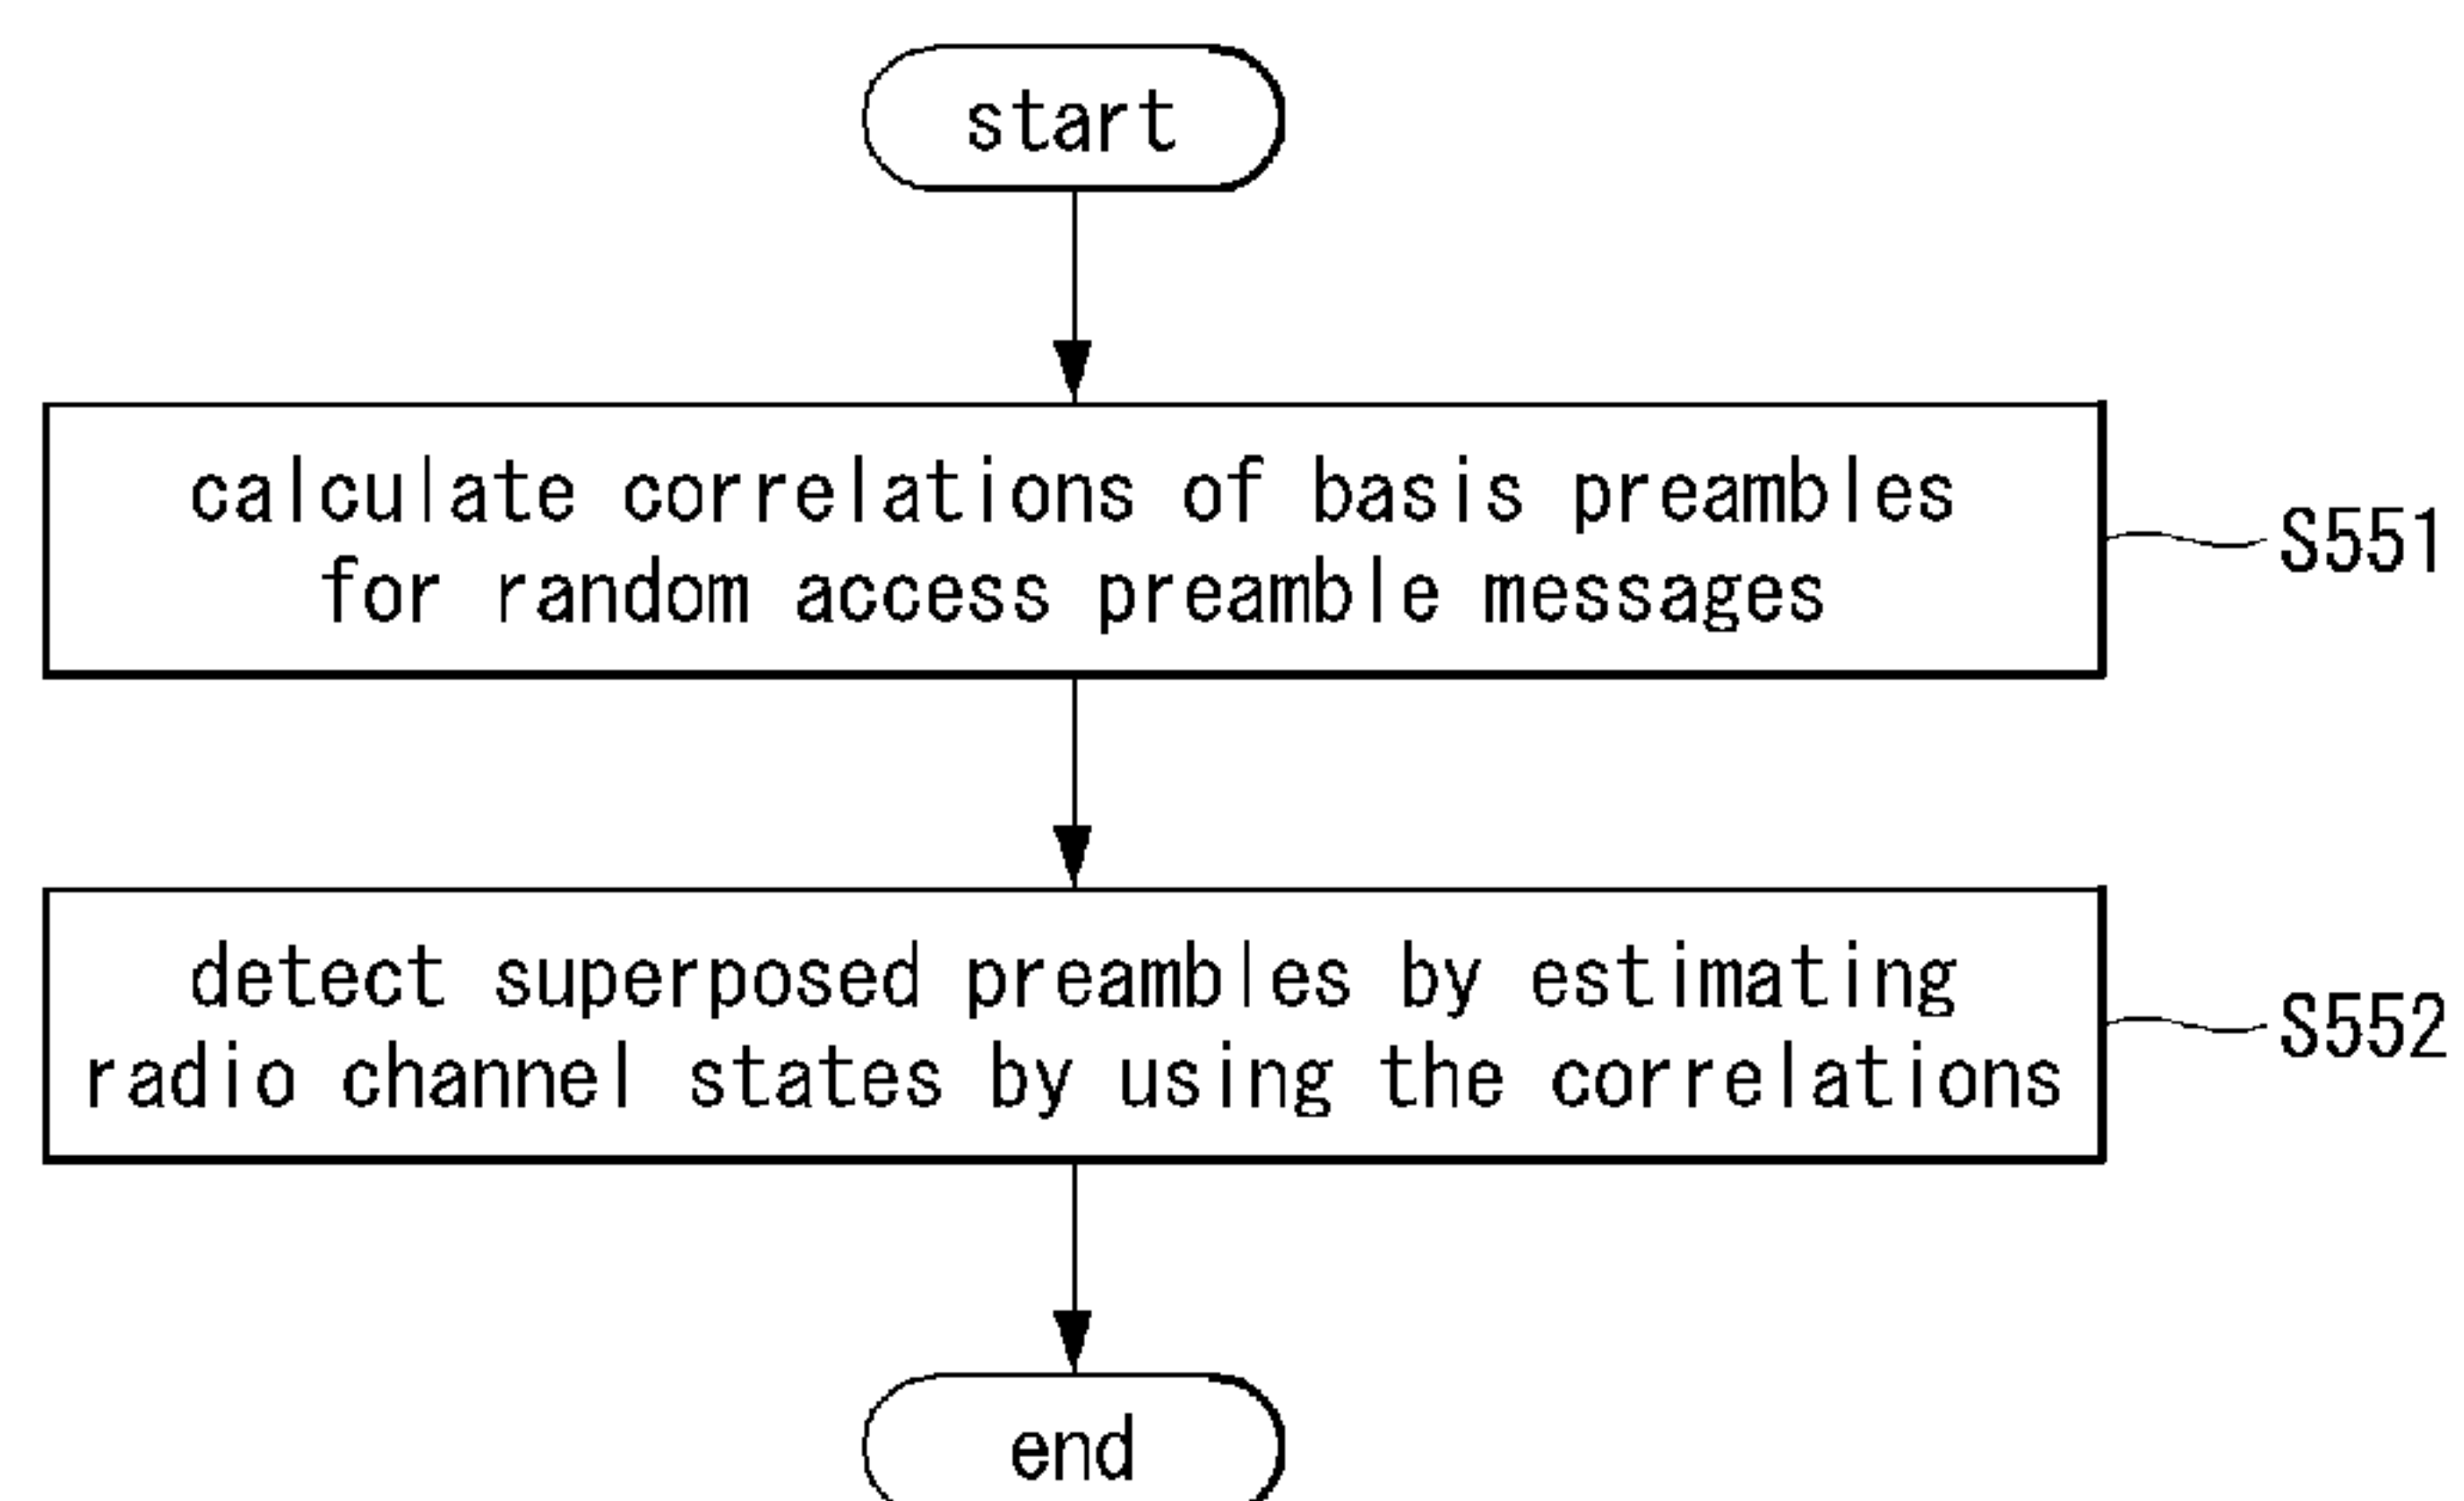 start
calculate correlations of basis preambles
for random access preamble messages
S551
detect superposed preambles by estimating
radio channel states by using the correlations
S552
end